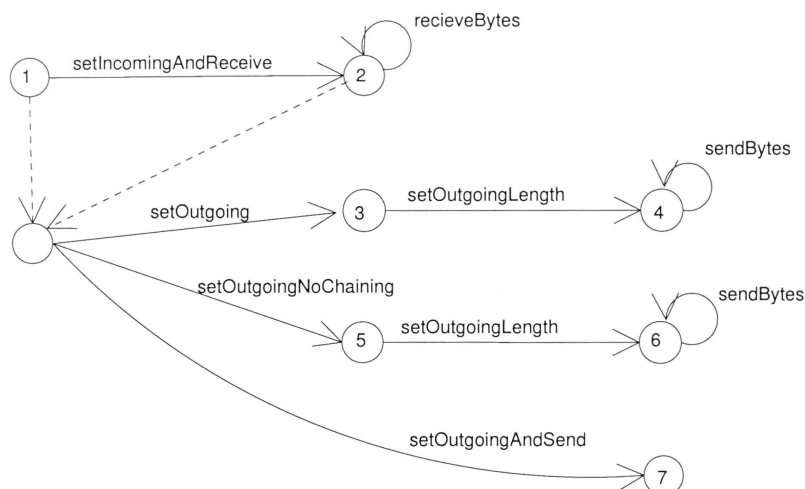 recieveBytes
setIncomingAndReceive
1
2
sendBytes
setOutgoing
setOutgoingLength
3
4
setOutgoingNoChaining
sendBytes
setOutgoingLength
5
6
setOutgoingAndSend
7